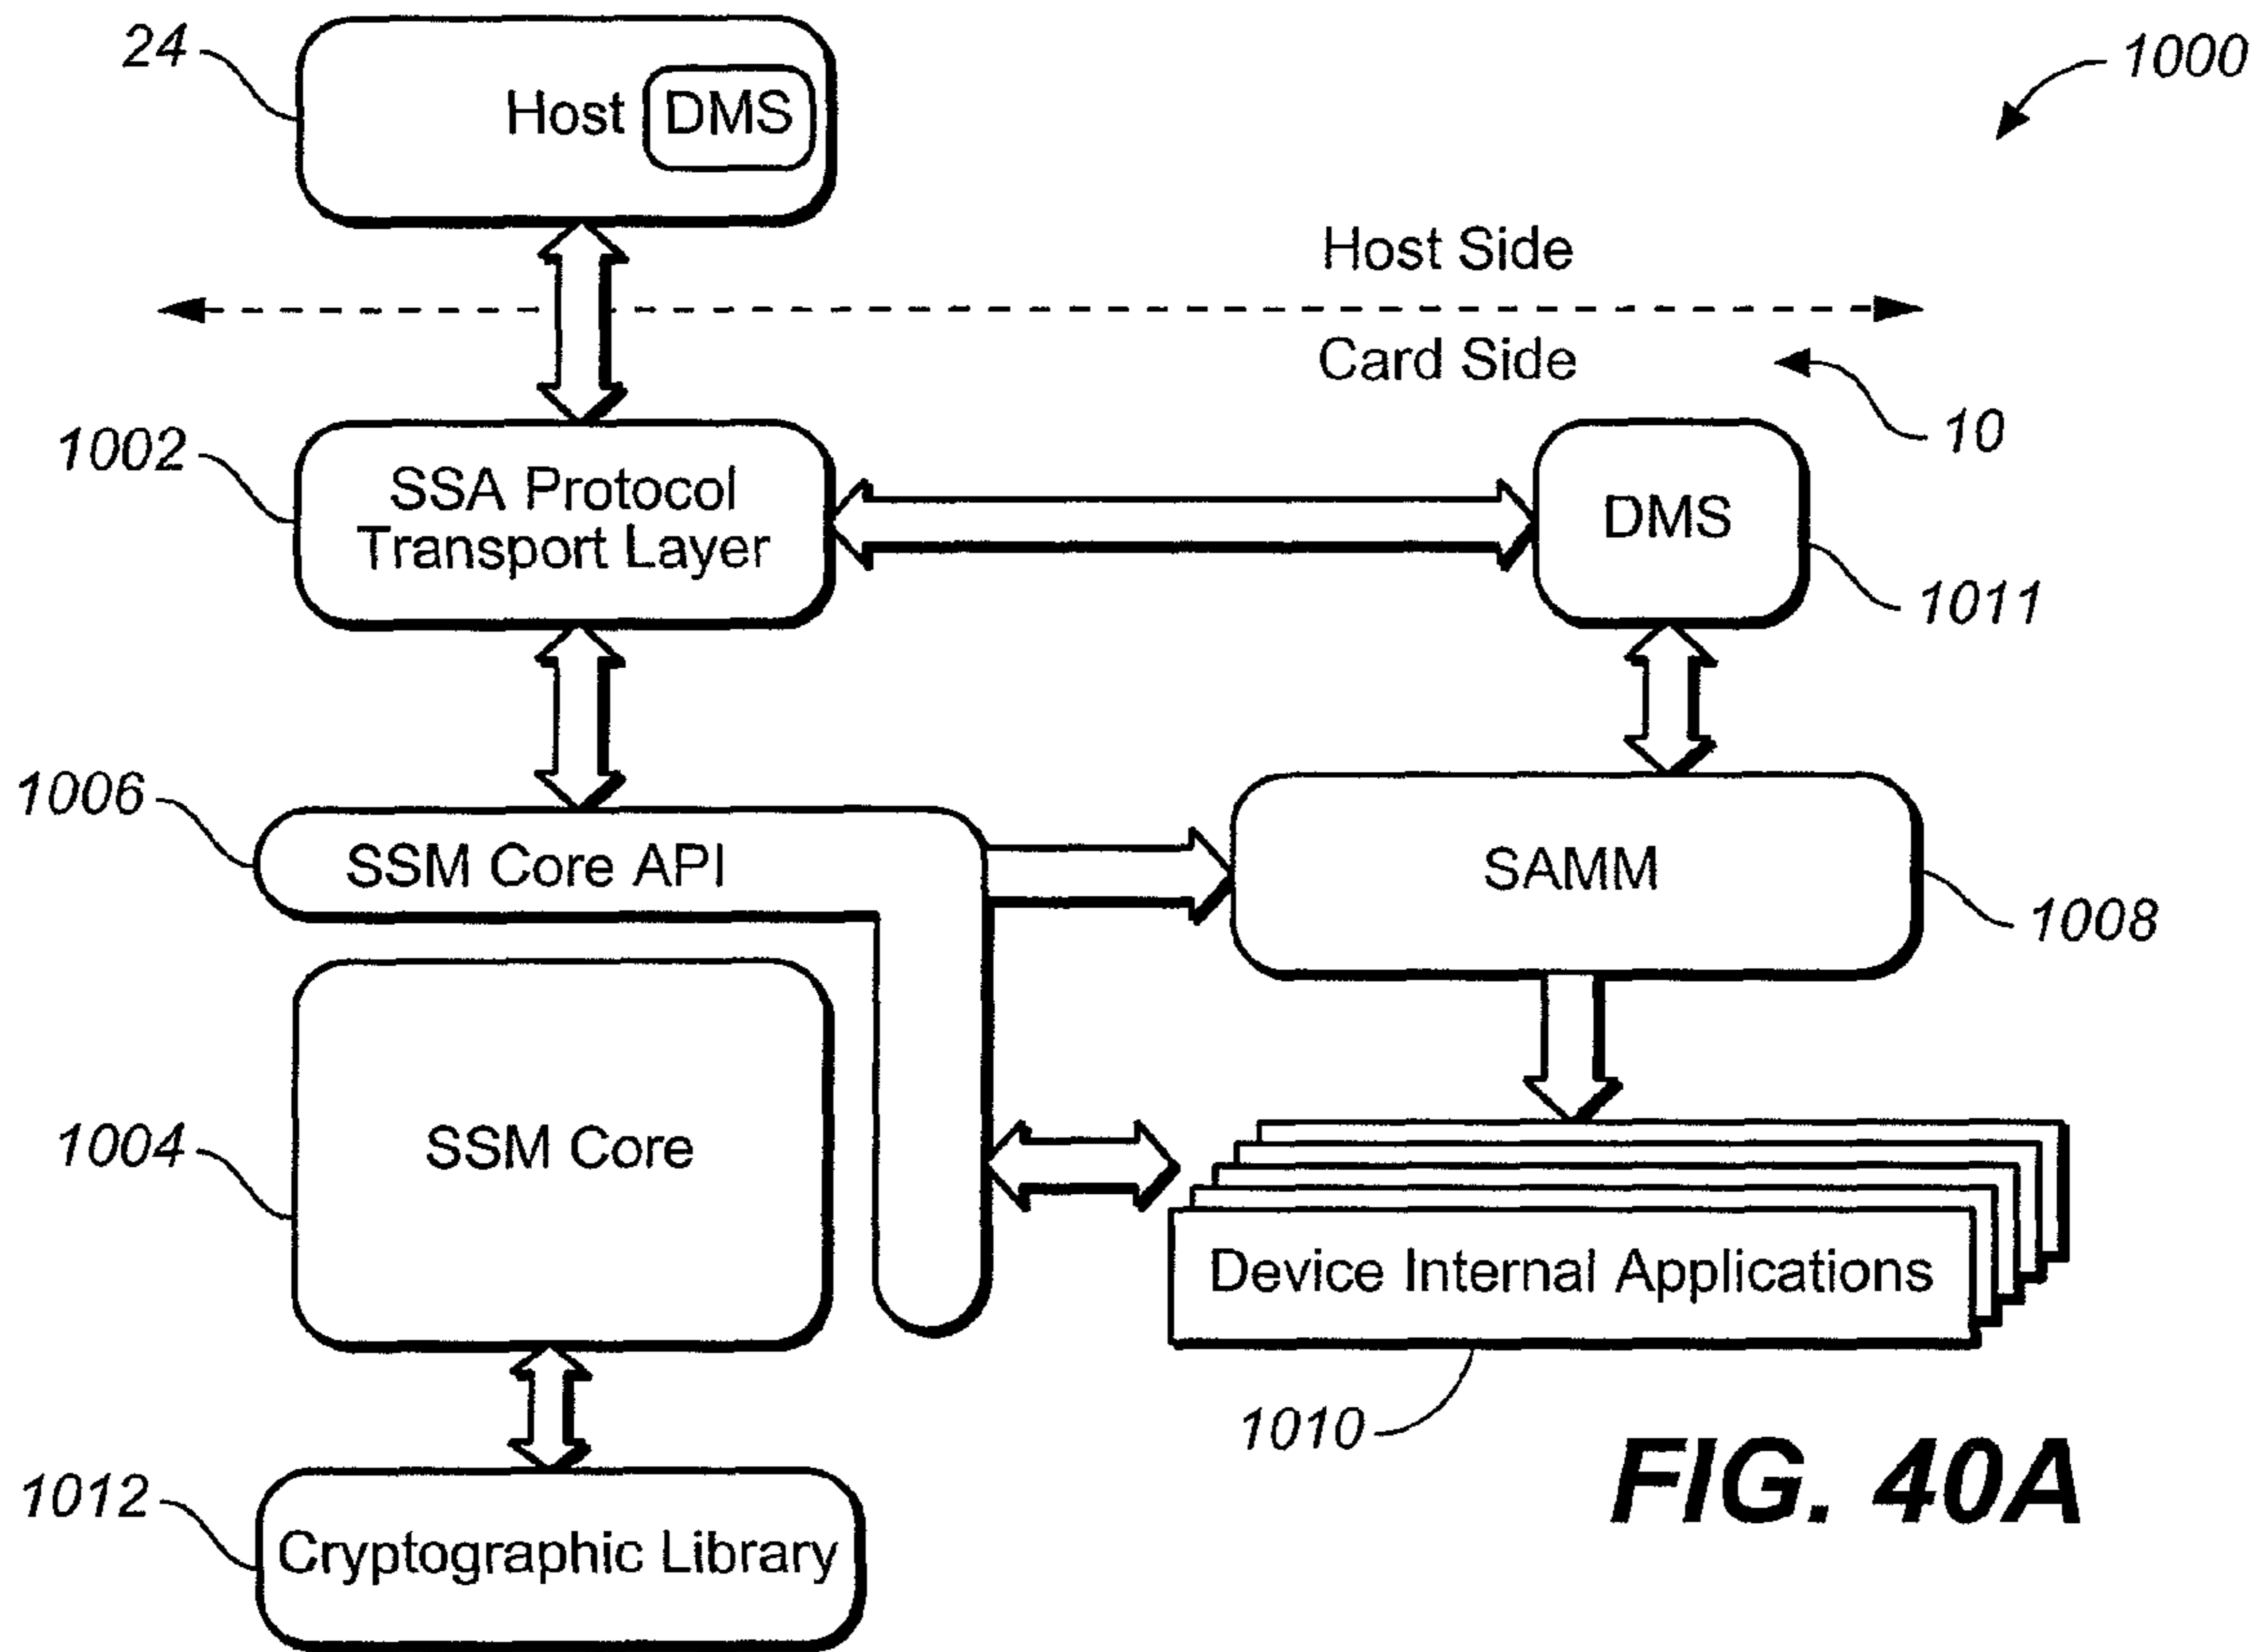 24
Host
DMS
1000
Host Side
Card Side
10
1002
SSA Protocol
Transport Layer
DMS
1011
1006
SSM Core API
SAMM
1008
1004
SSM Core
Device Internal Applications
1010
1012
Cryptographic Library
FIG. 40A